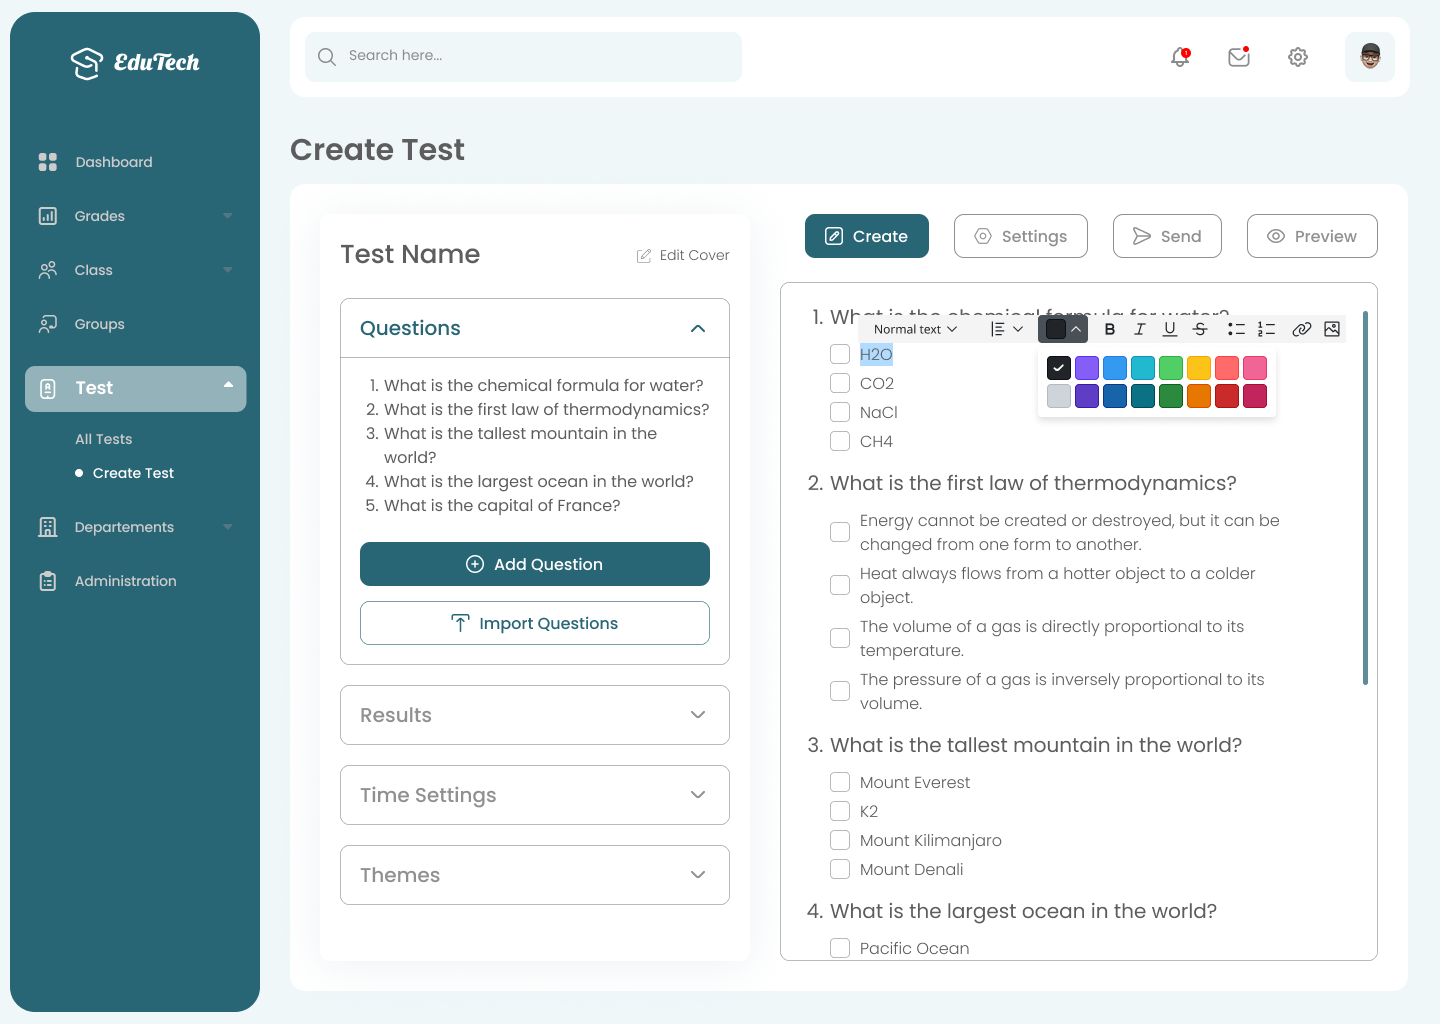 EduTech
Dashboard
Grades
Class
Groups
Test
All Tests
Create Test
Departements
Administration
Search here...
1
Create Test
Test Name
Edit Cover
Questions
1. What is the chemical formula for water?
2. What is the first law of thermodynamics?
3. What is the tallest mountain in the
world?
4. What is the largest ocean in the world?
5. What is the capital of France?
Add Question
Import Questions
Results
Time Settings
Themes
Create
Settings
Send
Preview
1. What is the chemical formula for water?
Normal text
B I U S
H2O
CO2
NaCl
CH4
2. What is the first law of thermodynamics?
Energy cannot be created or destroyed, but it can be
changed from one form to another.
Heat always flows from a hotter object to a colder
object.
The volume of a gas is directly proportional to its
temperature.
The pressure of a gas is inversely proportional to its
volume.
3. What is the tallest mountain in the world?
Mount Everest
K2
Mount Kilimanjaro
Mount Denali
4. What is the largest ocean in the world?
Pacific Ocean